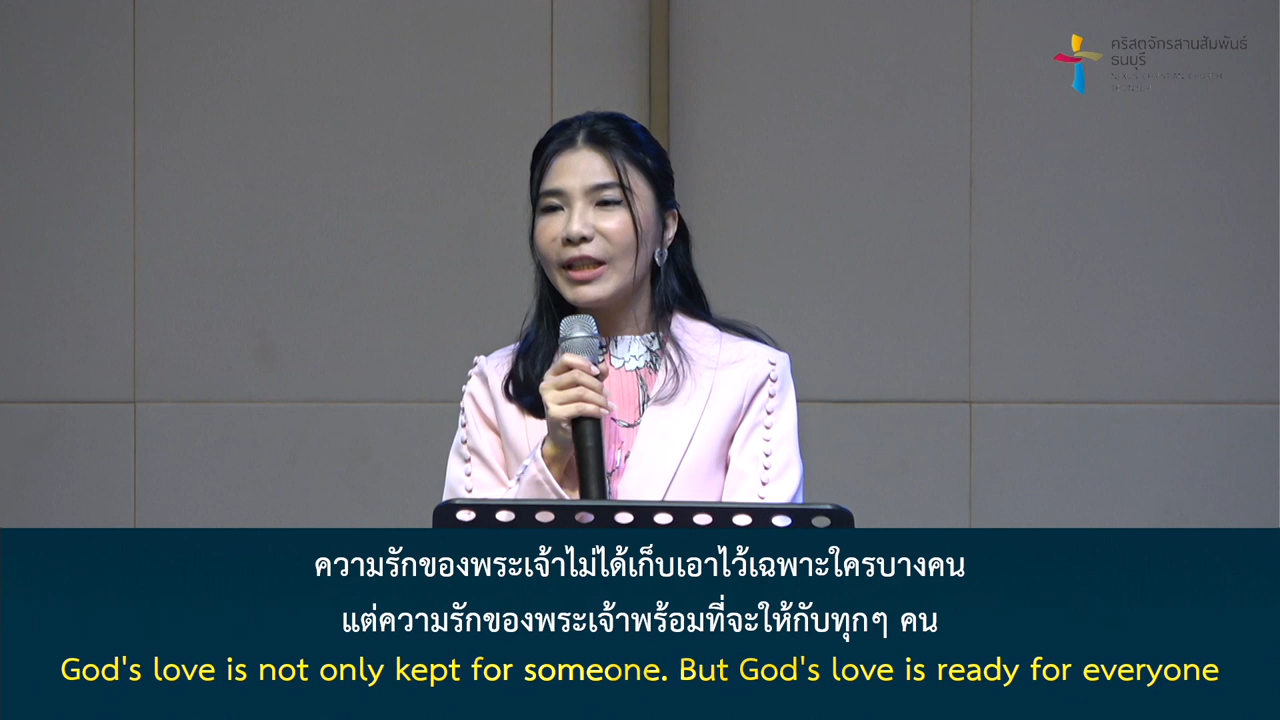 คริสตจักรสานสัมพันธ์
ธนบุรี
ความรักของพระเจ้าไม่ได้เก็บเอาไว้เฉพาะใครบางคน
แต่ความรักของพระเจ้าพร้อมที่จะให้กับทุกๆ คน
God's love is not only kept for someone. But God's love is ready for everyone